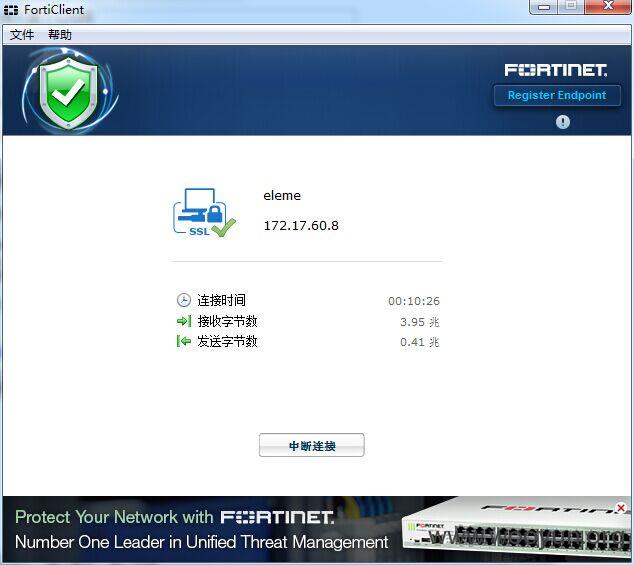 FortiClient
文件 帮助
FORTINET.
Register Endpoint
eleme
172.17.60.8
SSL
连接时间 00:10:26
接收字节数 3.95 兆
发送字节数 0.41 兆
中断连接
Protect Your Network with FORTINET.
Number One Leader in Unified Threat Management
FORTINET